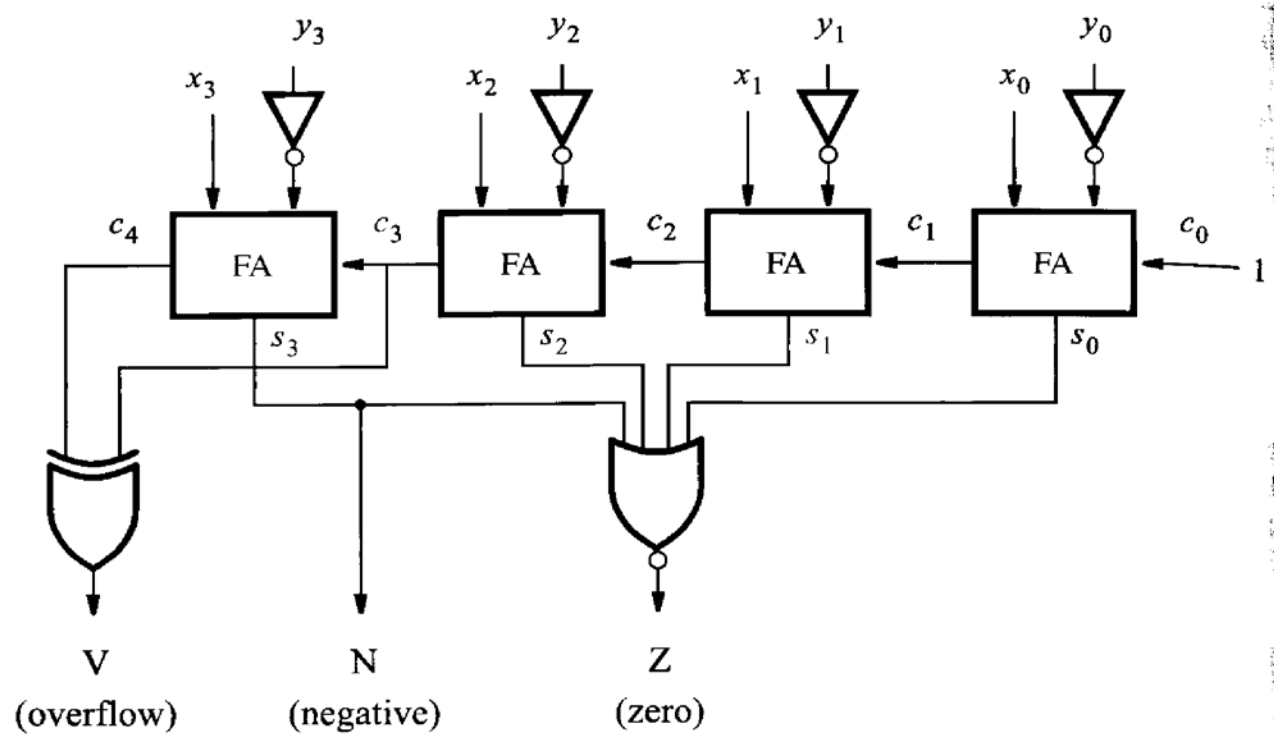 y3 y2 y1 y0
x3 x2 x1 x0
c4 c3 c2 c1 c0
FA FA FA FA 1
s3 s2 s1 s0
V N Z
(overflow) (negative) (zero)